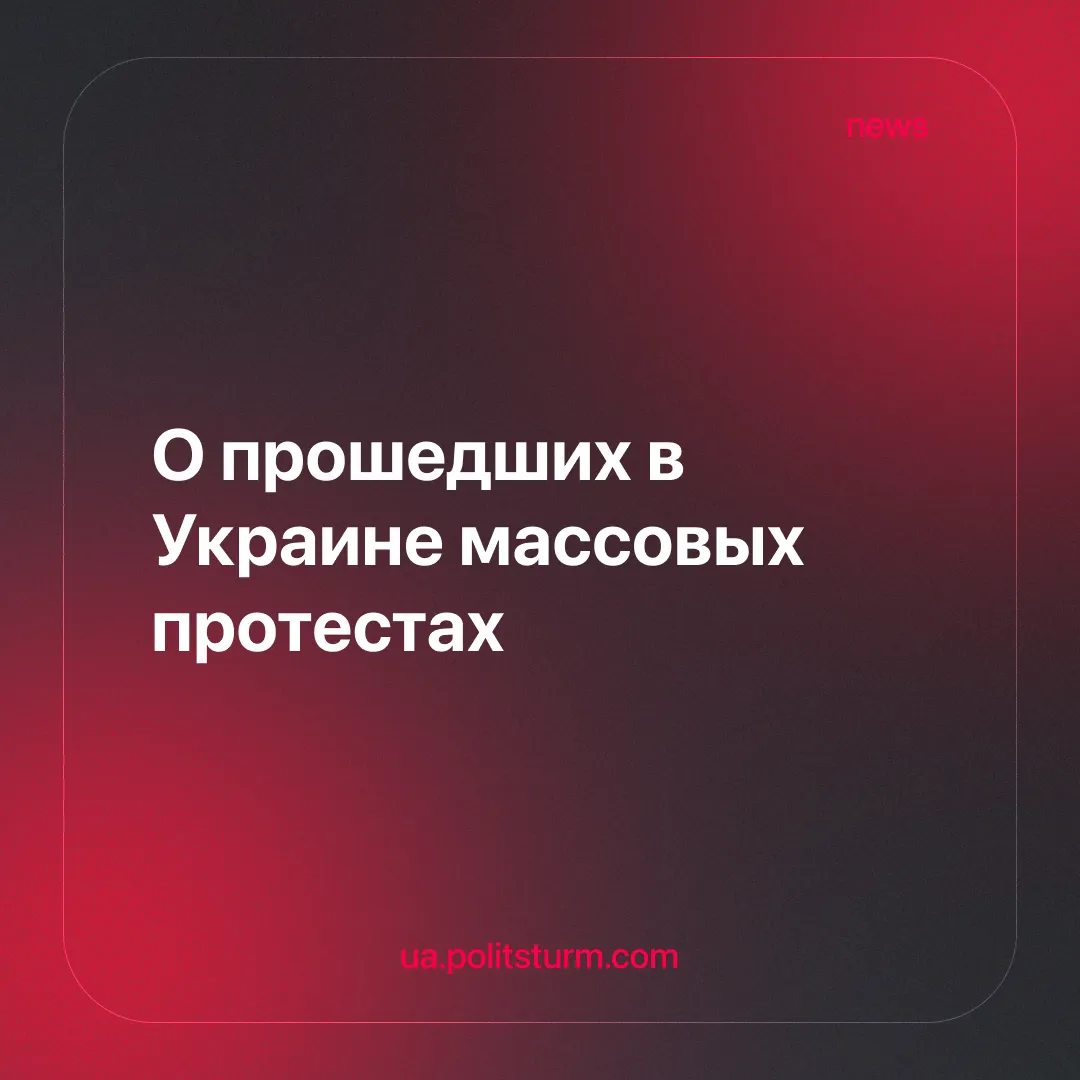 news
О прошедших в
Украине массовых
протестах
ua.politsturm.com